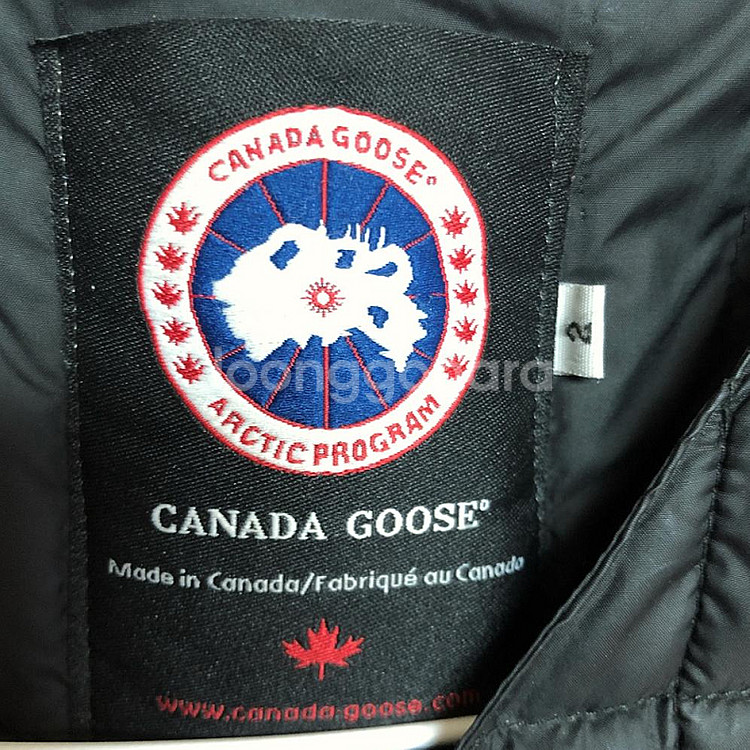 CANADA GOOSE®
ARCTIC PROGRAM
2
CANADA GOOSE®
Made in Canada/Fabriqué au Canada
www.canada-goose.com